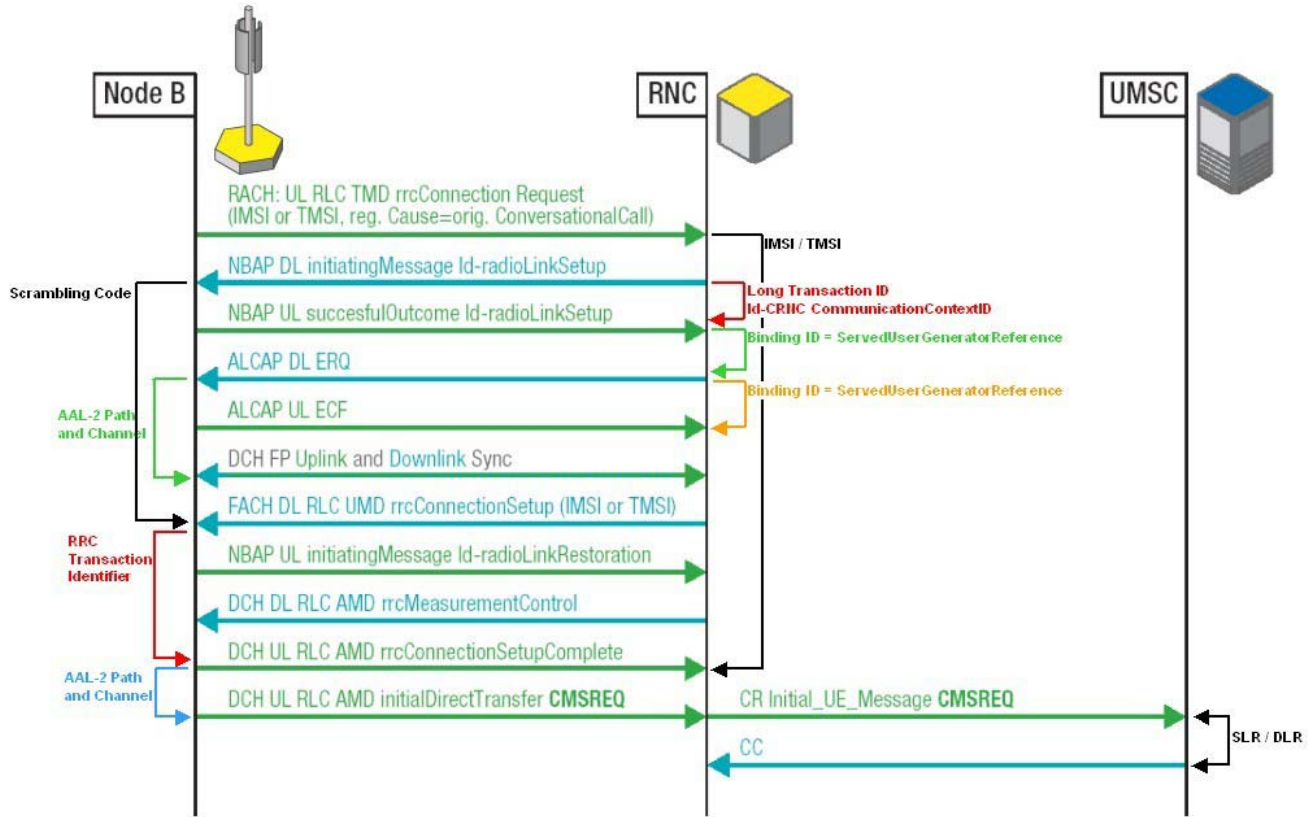 Node B
RNC
UMSC
RACH: UL RLC TMD rrcConnection Request
(IMSI or TMSI, reg. Cause=orig. ConversationalCall)
IMSI / TMSI
NBAP DL initiatingMessage Id-radioLinkSetup
Scrambling Code
Long Transaction ID
Id-CRNC CommunicationContextID
NBAP UL succesfulOutcome Id-radioLinkSetup
Binding ID = ServedUserGeneratorReference
ALCAP DL ERQ
Binding ID = ServedUserGeneratorReference
AAL-2 Path
and Channel
ALCAP UL ECF
DCH FP Uplink and Downlink Sync
FACH DL RLC UMD rrcConnectionSetup (IMSI or TMSI)
RRC
Transaction
Identifier
NBAP UL initiatingMessage Id-radioLinkRestoration
DCH DL RLC AMD rrcMeasurementControl
DCH UL RLC AMD rrcConnectionSetupComplete
AAL-2 Path
and Channel
DCH UL RLC AMD initialDirectTransfer CMSREQ
CR Initial_UE_Message CMSREQ
SLR / DLR
CC